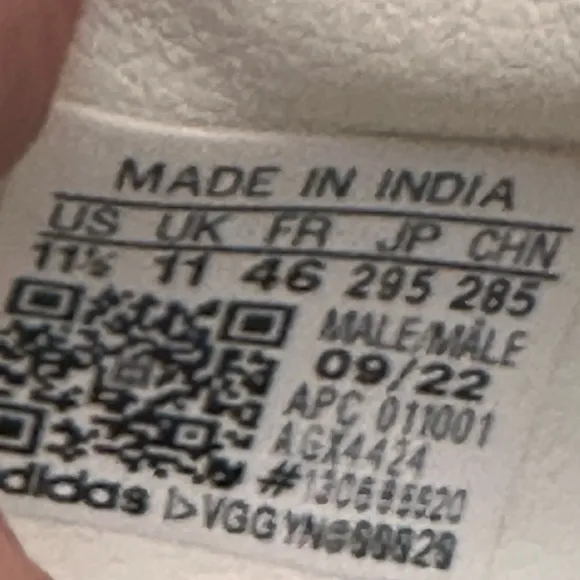 MADE IN INDIA
US UK FR JP CHN
11½ 11 46 295 285
MALE/MÂLE
09/22
APC 011001
AGX4424
adidas